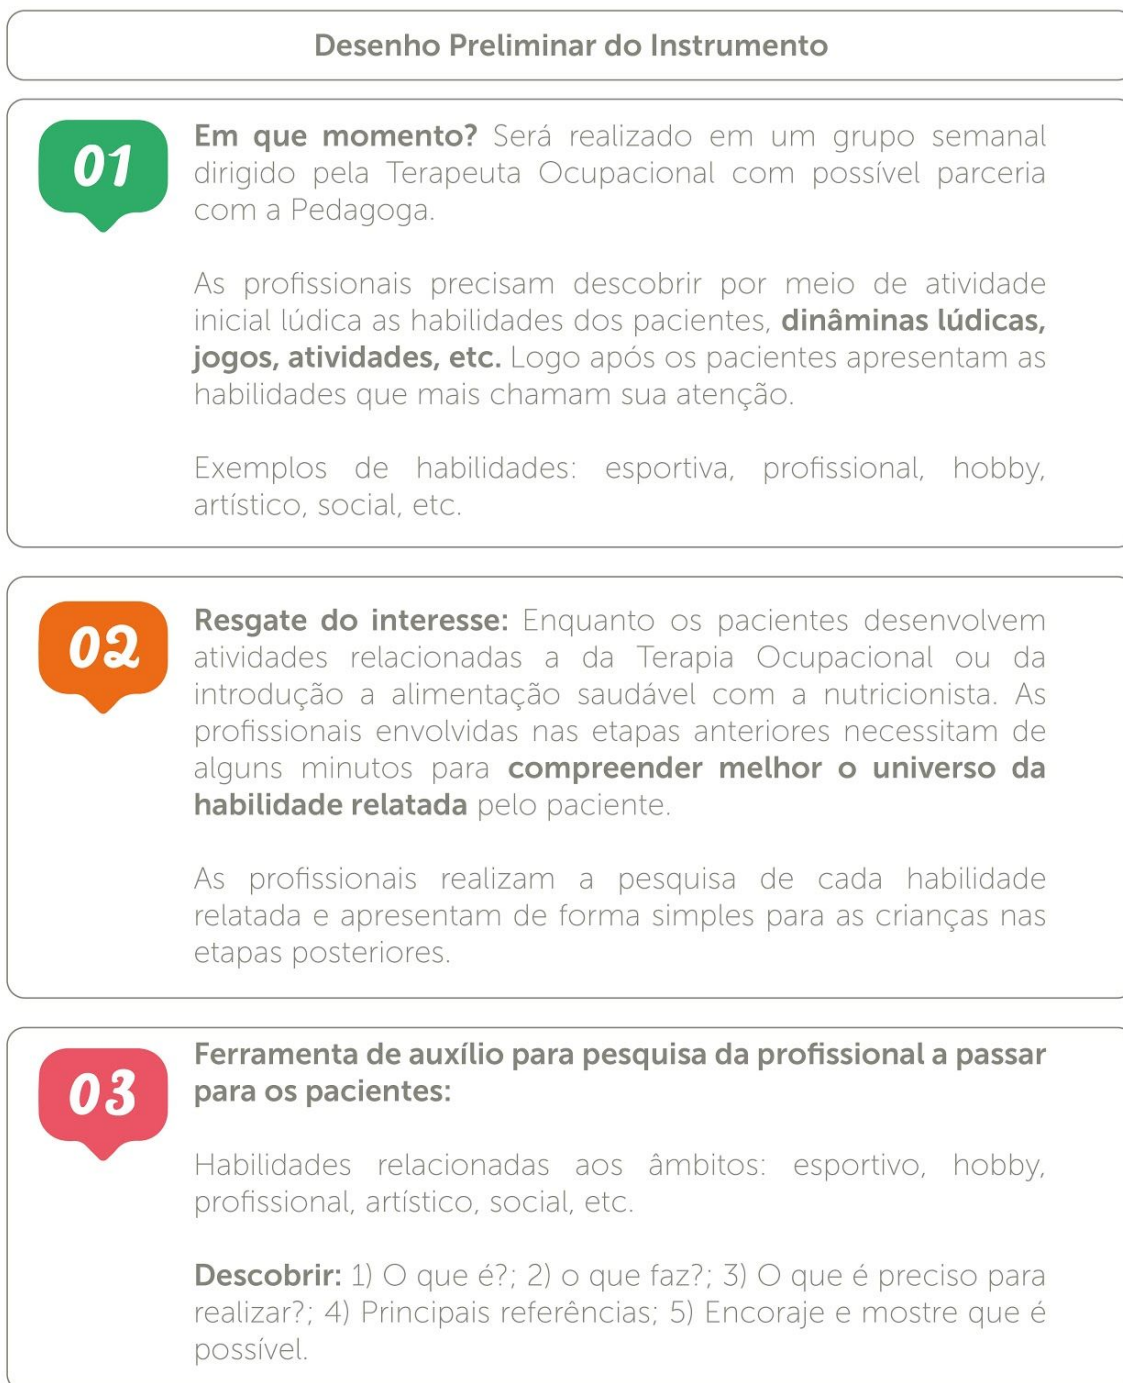 Desenho Preliminar do Instrumento
01
Em que momento? Será realizado em um grupo semanal
dirigido pela Terapeuta Ocupacional com possível parceria
com a Pedagoga.
As profissionais precisam descobrir por meio de atividade
inicial lúdica as habilidades dos pacientes, dinâminas lúdicas,
jogos, atividades, etc. Logo após os pacientes apresentam as
habilidades que mais chamam sua atenção.
Exemplos de habilidades: esportiva, profissional, hobby,
artístico, social, etc.
02
Resgate do interesse: Enquanto os pacientes desenvolvem
atividades relacionadas a da Terapia Ocupacional ou da
introdução a alimentação saudável com a nutricionista. As
profissionais envolvidas nas etapas anteriores necessitam de
alguns minutos para compreender melhor o universo da
habilidade relatada pelo paciente.
As profissionais realizam a pesquisa de cada habilidade
relatada e apresentam de forma simples para as crianças nas
etapas posteriores.
03
Ferramenta de auxílio para pesquisa da profissional a passar
para os pacientes:
Habilidades relacionadas aos âmbitos: esportivo, hobby,
profissional, artístico, social, etc.
Descobrir: 1) O que é?; 2) o que faz?; 3) O que é preciso para
realizar?; 4) Principais referências; 5) Encoraje e mostre que é
possível.